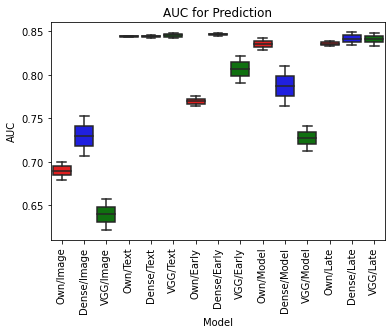 AUC for Prediction
AUC
0.85
0.80
0.75
0.70
0.65
Own/Image
Dense/Image
VGG/Image
Own/Text
Dense/Text
VGG/Text
Own/Early
Dense/Early
VGG/Early
Own/Model
Dense/Model
VGG/Model
Own/Late
Dense/Late
VGG/Late
Model